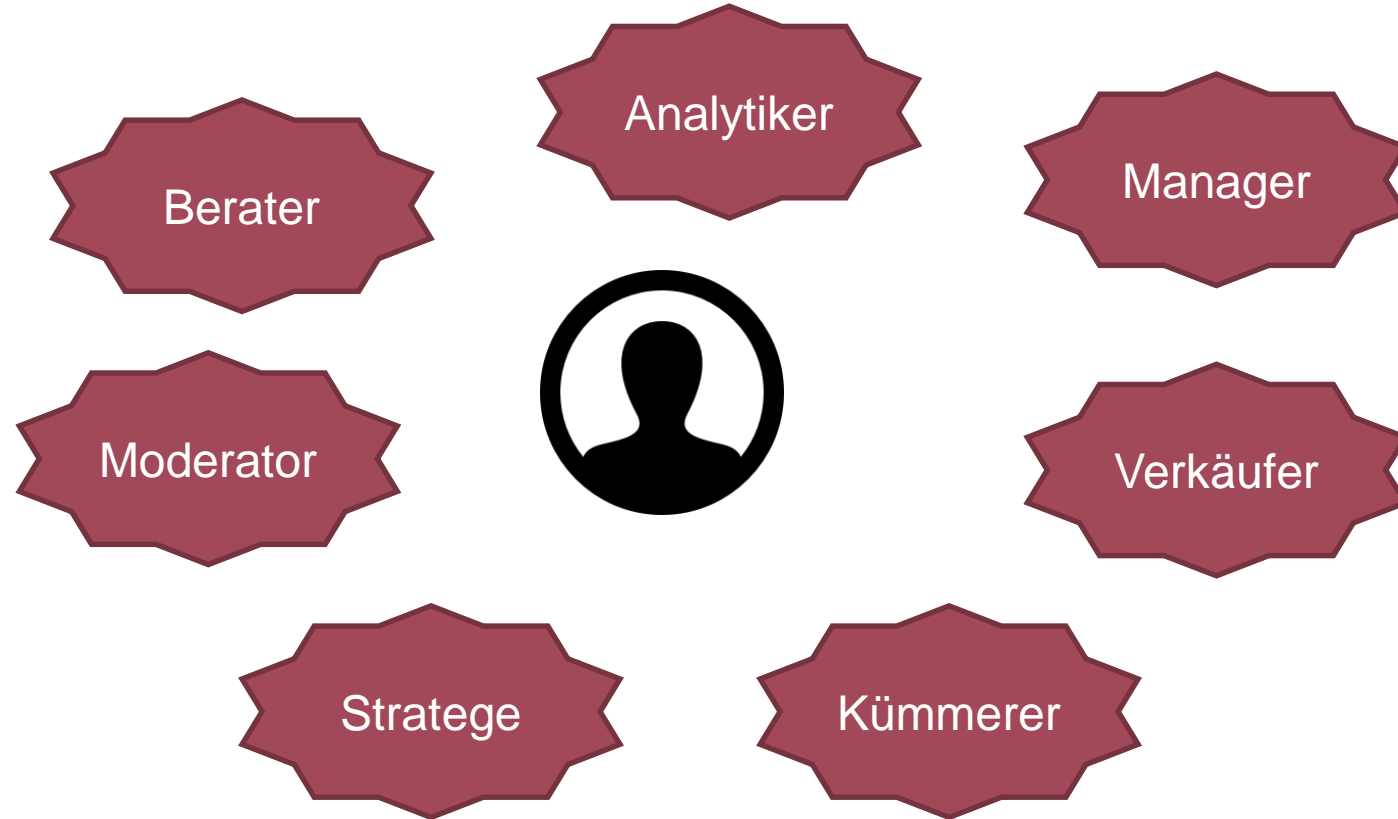 Analytiker
Manager
Berater
Moderator
Verkäufer
Stratege
Kümmerer